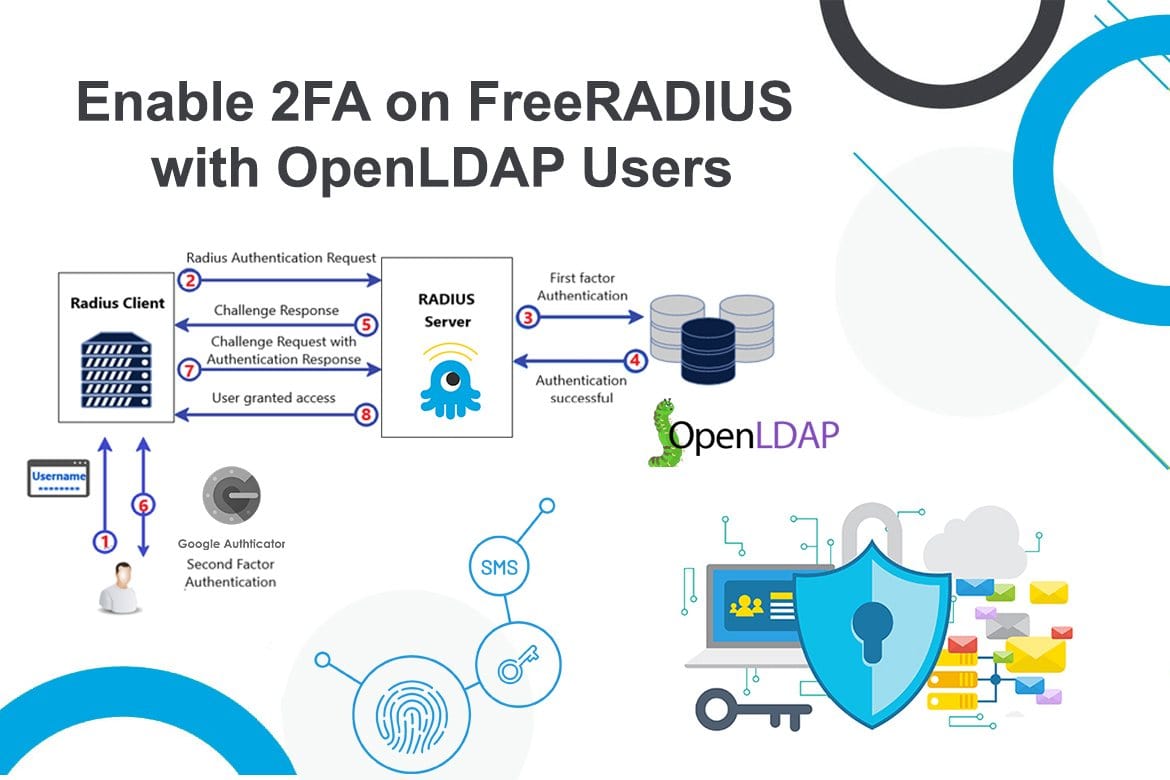 Enable 2FA on FreeRADIUS
with OpenLDAP Users
Radius Client
Radius Authentication Request
2
Challenge Response
5
Challenge Request with
Authentication Response
7
User granted access
8
RADIUS
Server
First factor
Authentication
3
4
Authentication
successful
OpenLDAP
Username
********
1
6
Google Authticator
Second Factor
Authentication
SMS